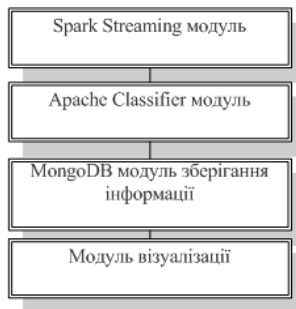 Spark Streaming модуль
Apache Classifier модуль
MongoDB модуль зберігання
інформації
Модуль візуалізації